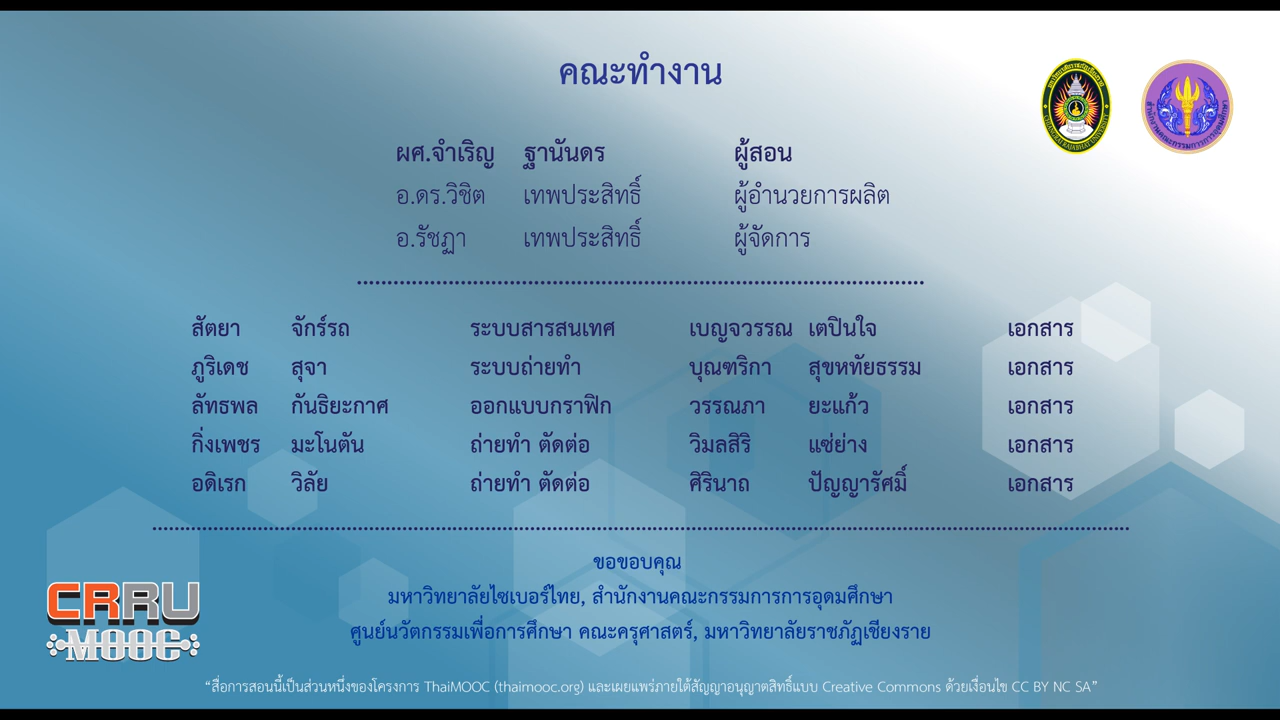 คณะทำงาน
ผศ.จำเริญ ฐานันดร ผู้สอน
อ.ดร.วิชิต เทพประสิทธิ์ ผู้อำนวยการผลิต
อ.รัชฏา เทพประสิทธิ์ ผู้จัดการ
สัตยา จักร์รถ ระบบสารสนเทศ เบญจวรรณ เตปินใจ เอกสาร
ภูริเดช สุจา ระบบถ่ายทำ บุณฑริกา สุขหทัยธรรม เอกสาร
ลัทธพล กันธิยะกาศ ออกแบบกราฟิก วรรณภา ยะแก้ว เอกสาร
กิ่งเพชร มะโนตัน ถ่ายทำ ตัดต่อ วิมลสิริ แซ่ย่าง เอกสาร
อดิเรก วิลัย ถ่ายทำ ตัดต่อ ศิรินาถ ปัญญารัศมิ์ เอกสาร
ขอขอบคุณ
มหาวิทยาลัยไซเบอร์ไทย, สำนักงานคณะกรรมการการอุดมศึกษา
ศูนย์นวัตกรรมเพื่อการศึกษา คณะครุศาสตร์, มหาวิทยาลัยราชภัฏเชียงราย
CRRU
MOOC
“สื่อการสอนนี้เป็นส่วนหนึ่งของโครงการ ThaiMOOC (thaimooc.org) และเผยแพร่ภายใต้สัญญาอนุญาตสิทธิ์แบบ Creative Commons ด้วยเงื่อนไข CC BY NC SA”